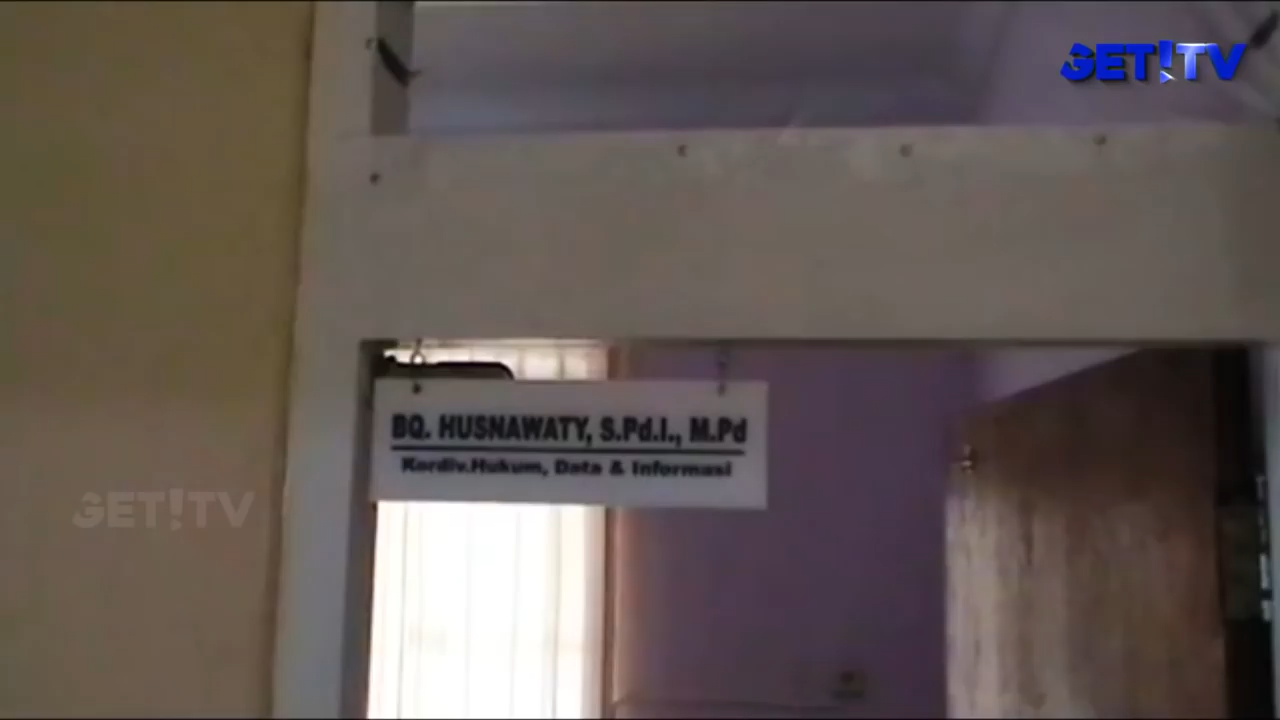 GET!TV
BQ. HUSNAWATY, S.Pd.I., M.Pd
Kordiv.Hukum, Data & Informasi
GET!TV